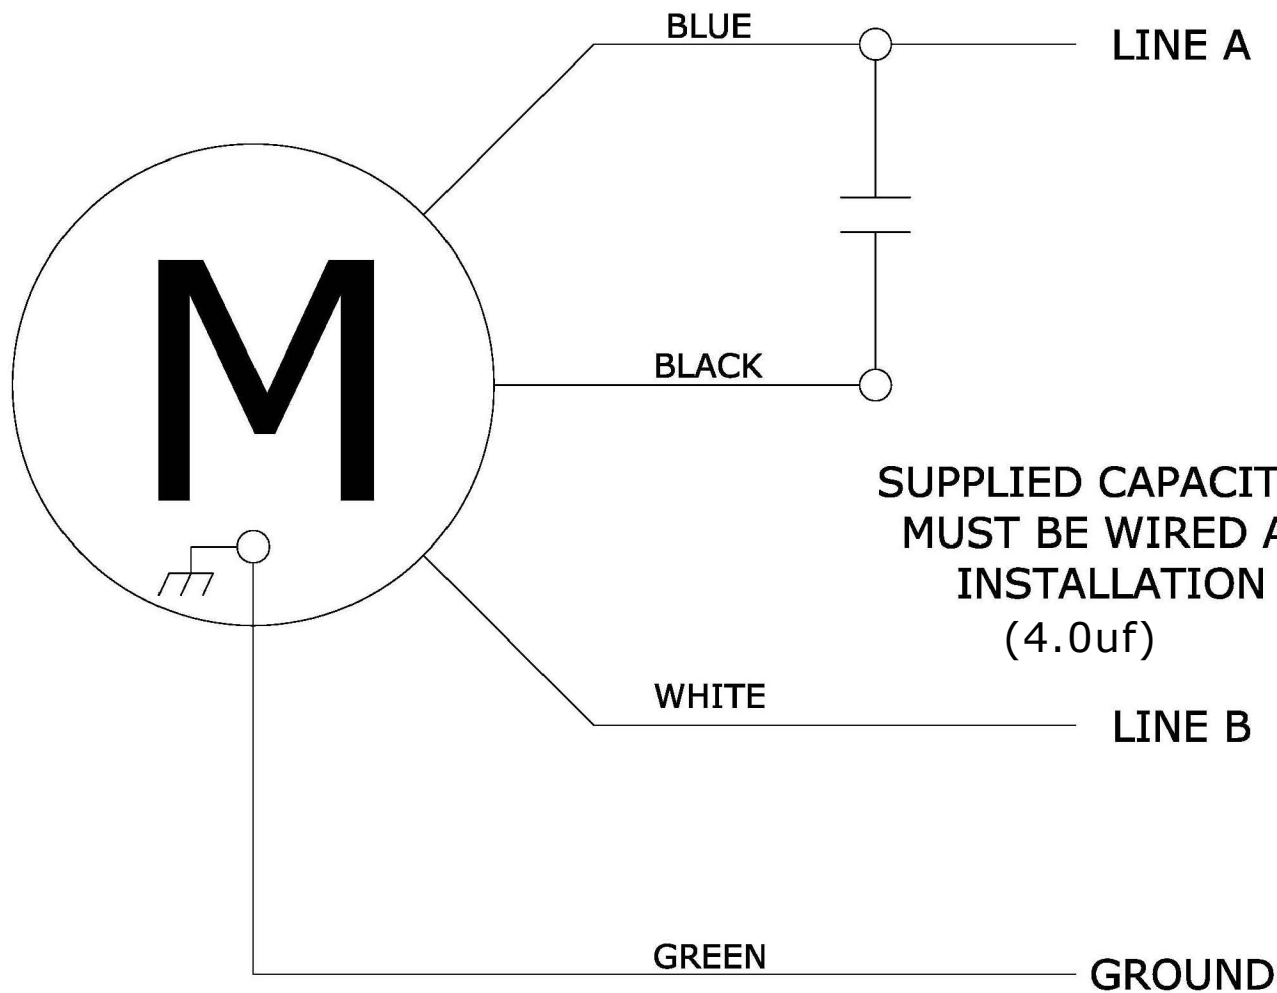 BLUE
LINE A
M
BLACK
SUPPLIED CAPACIT
MUST BE WIRED A
INSTALLATION
(4.0uf)
WHITE
LINE B
GREEN
GROUND